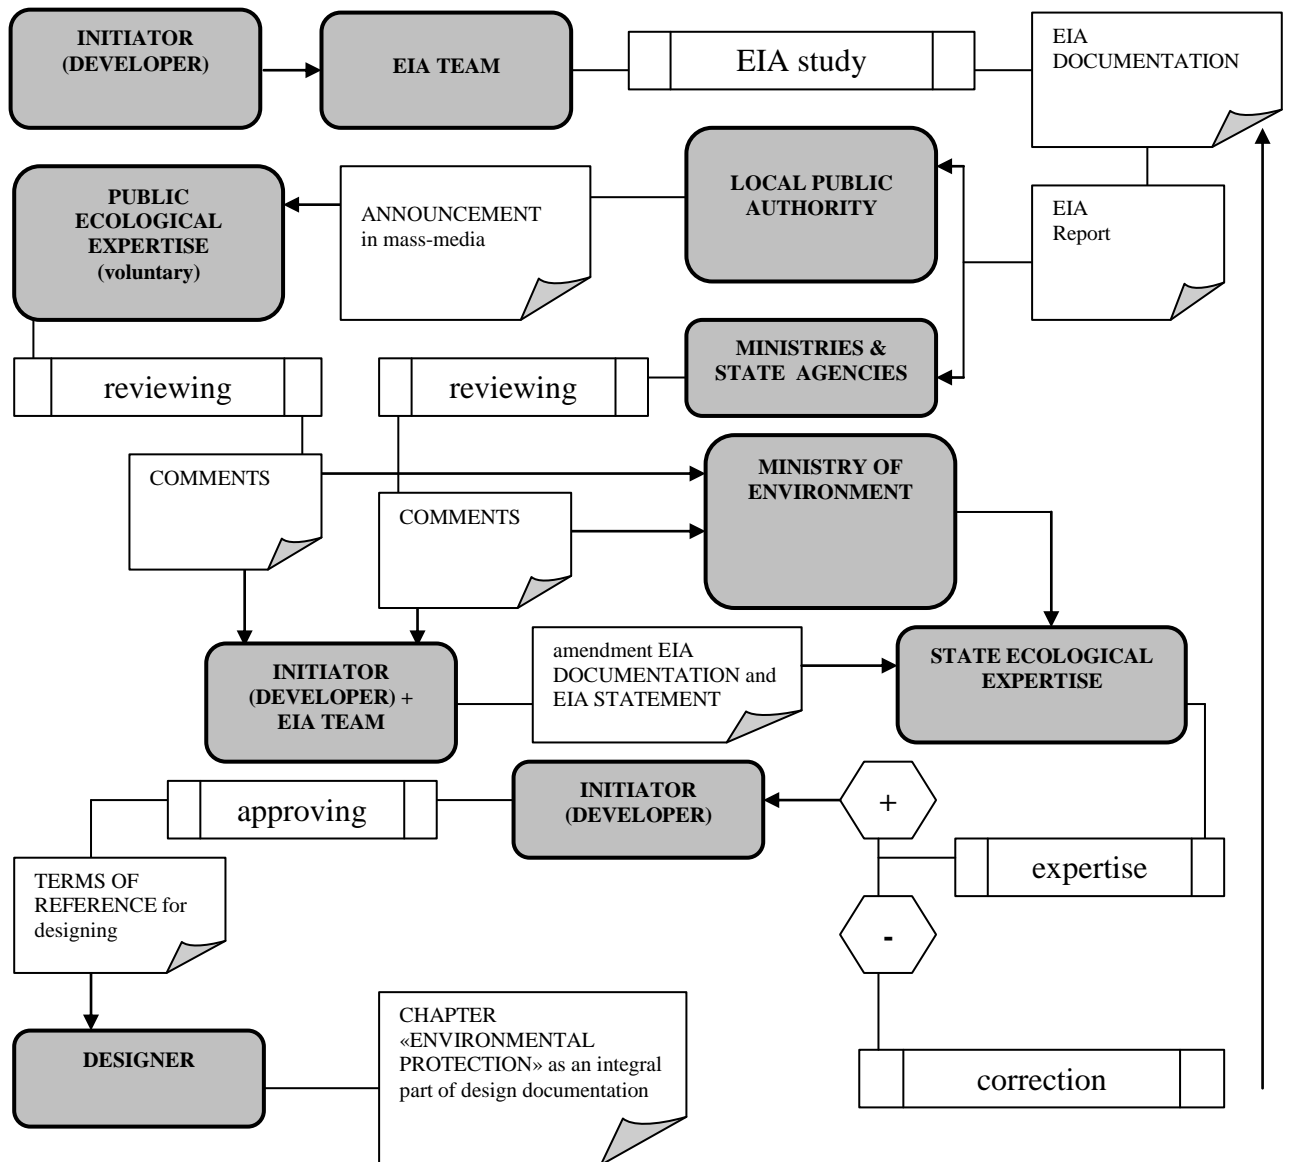 INITIATOR
(DEVELOPER)
EIA TEAM
EIA study
EIA
DOCUMENTATION
PUBLIC
ECOLOGICAL
EXPERTISE
(voluntary)
ANNOUNCEMENT
in mass-media
LOCAL PUBLIC
AUTHORITY
EIA
Report
reviewing
reviewing
MINISTRIES &
STATE AGENCIES
COMMENTS
COMMENTS
MINISTRY OF
ENVIRONMENT
INITIATOR
(DEVELOPER) +
EIA TEAM
amendment EIA
DOCUMENTATION and
EIA STATEMENT
STATE ECOLOGICAL
EXPERTISE
approving
INITIATOR
(DEVELOPER)
+
expertise
TERMS OF
REFERENCE for
designing
-
DESIGNER
CHAPTER
«ENVIRONMENTAL
PROTECTION» as an integral
part of design documentation
correction